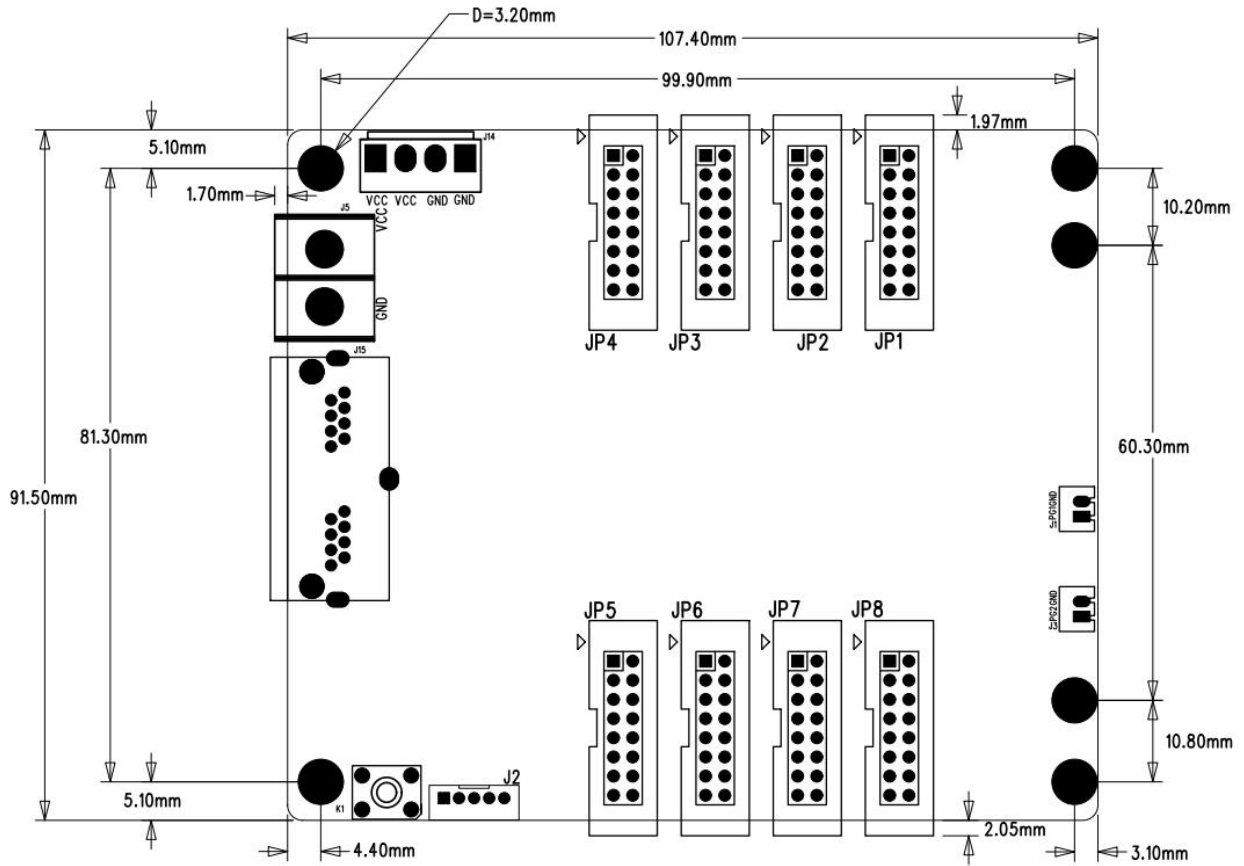 D=3.20mm
107.40mm
99.90mm
1.97mm
5.10mm
J14
1.70mm
VCC VCC GND GND
J5
VCC
10.20mm
GND
JP4 JP3 JP2 JP1
J15
81.30mm
60.30mm
91.50mm
PG1GND
PG2GND
JP5 JP6 JP7 JP8
10.80mm
J2
5.10mm
K1
2.05mm
4.40mm
3.10mm